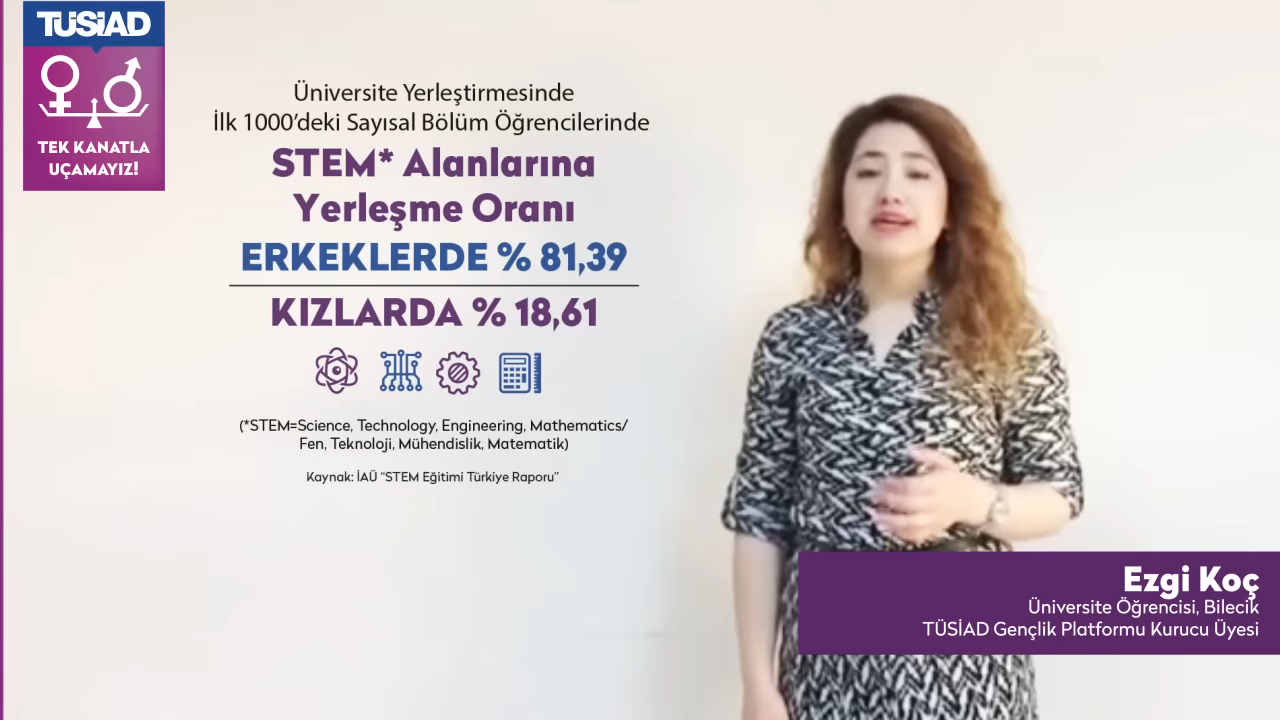 TÜSİAD
TEK KANATLA
UÇAMAYIZ!
Üniversite Yerleştirmesinde
İlk 1000’deki Sayısal Bölüm Öğrencilerinde
STEM* Alanlarına
Yerleşme Oranı
ERKEKLERDE % 81,39
KIZLARDA % 18,61
(*STEM=Science, Technology, Engineering, Mathematics/
Fen, Teknoloji, Mühendislik, Matematik)
Kaynak: İAÜ “STEM Eğitimi Türkiye Raporu”
Ezgi Koç
Üniversite Öğrencisi, Bilecik
TÜSİAD Gençlik Platformu Kurucu Üyesi